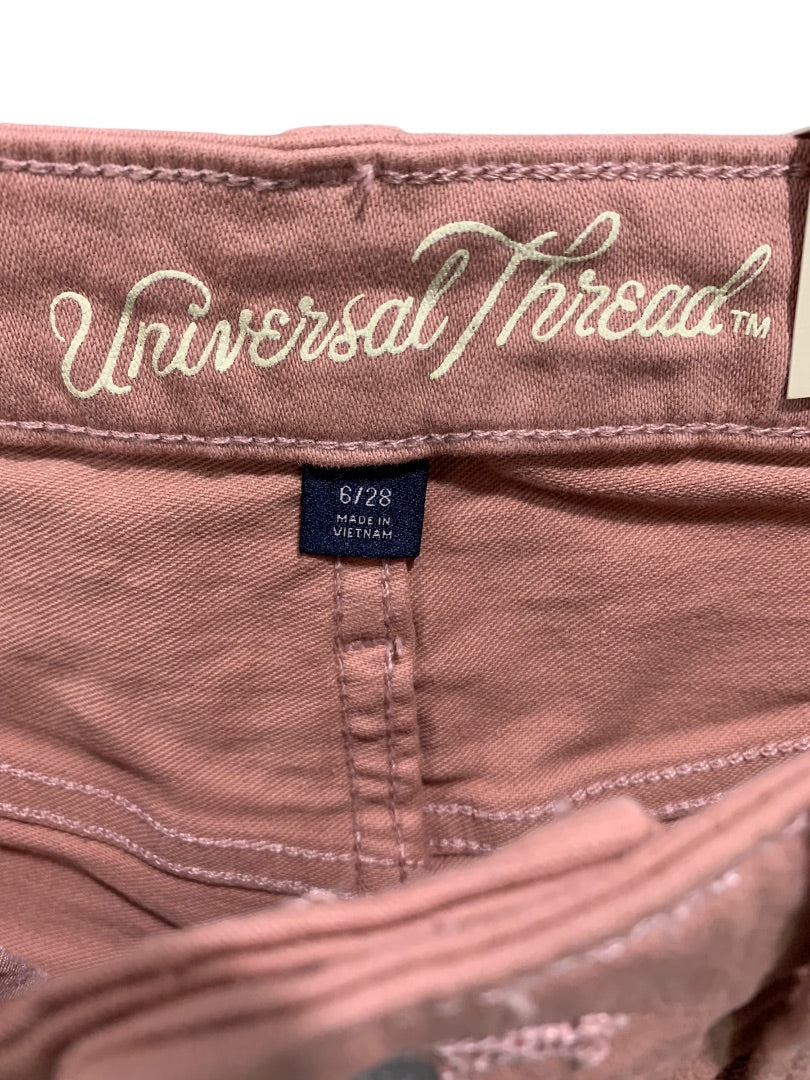 Universal Thread™
6/28
MADE IN
VIETNAM